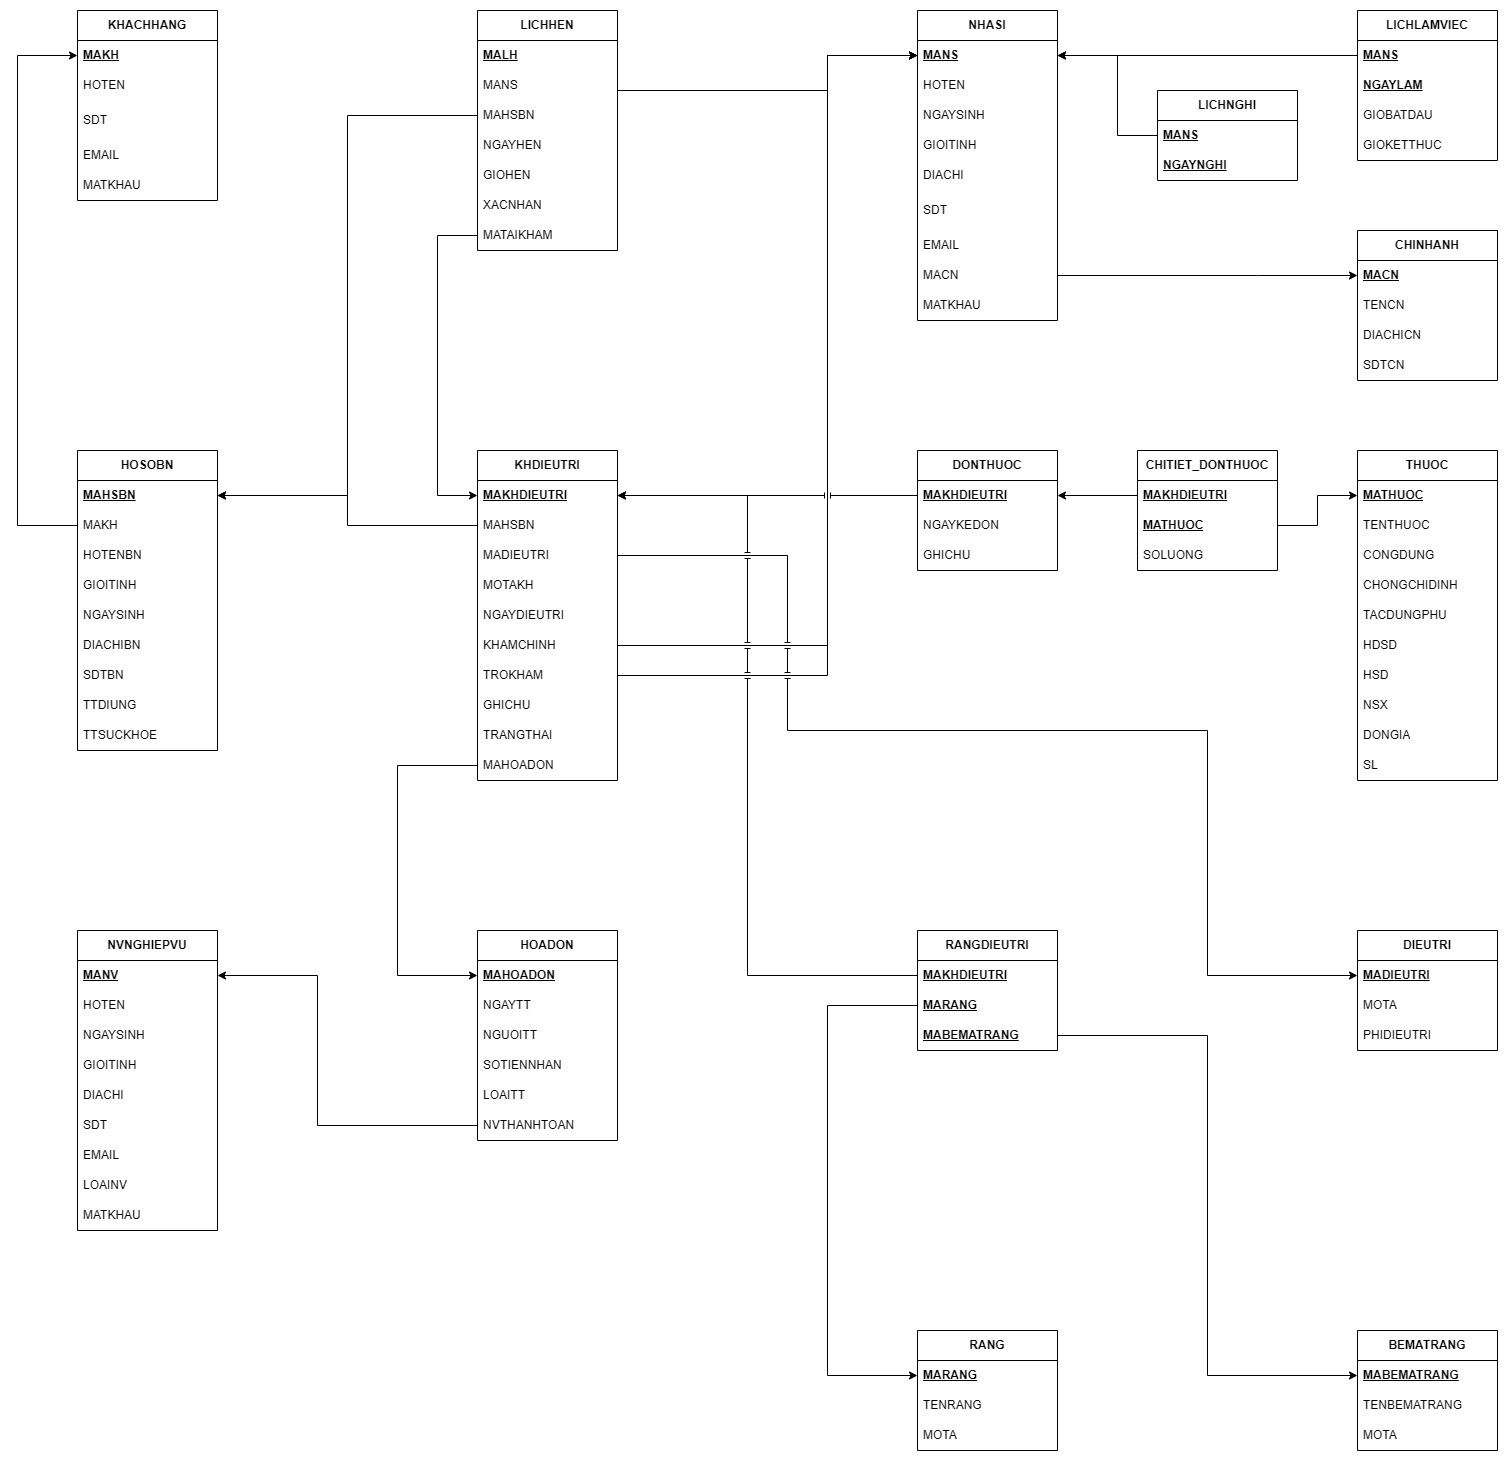 KHACHHANG
MAKH
HOTEN
SDT
EMAIL
MATKHAU
LICHHEN
MALH
MANS
MAHSBN
NGAYHEN
GIOHEN
XACNHAN
MATAIKHAM
NHASI
MANS
HOTEN
NGAYSINH
GIOITINH
DIACHI
SDT
EMAIL
MACN
MATKHAU
LICHLAMVIEC
MANS
NGAYLAM
GIOBATDAU
GIOKETTHUC
LICHNGHI
MANS
NGAYNGHI
CHINHANH
MACN
TENCN
DIACHICN
SDTCN
HOSOBN
MAHSBN
MAKH
HOTENBN
GIOITINH
NGAYSINH
DIACHIBN
SDTBN
TTDIUNG
TTSUCKHOE
KHDIEUTRI
MAKHDIEUTRI
MAHSBN
MADIEUTRI
MOTAKH
NGAYDIEUTRI
KHAMCHINH
TROKHAM
GHICHU
TRANGTHAI
MAHOADON
DONTHUOC
MAKHDIEUTRI
NGAYKEDON
GHICHU
CHITIET_DONTHUOC
MAKHDIEUTRI
MATHUOC
SOLUONG
THUOC
MATHUOC
TENTHUOC
CONGDUNG
CHONGCHIDINH
TACDUNGPHU
HDSD
HSD
NSX
DONGIA
SL
NVNGHIEPVU
MANV
HOTEN
NGAYSINH
GIOITINH
DIACHI
SDT
EMAIL
LOAINV
MATKHAU
HOADON
MAHOADON
NGAYTT
NGUOITT
SOTIENNHAN
LOAITT
NVTHANHTOAN
RANGDIEUTRI
MAKHDIEUTRI
MARANG
MABEMATRANG
DIEUTRI
MADIEUTRI
MOTA
PHIDIEUTRI
RANG
MARANG
TENRANG
MOTA
BEMATRANG
MABEMATRANG
TENBEMATRANG
MOTA